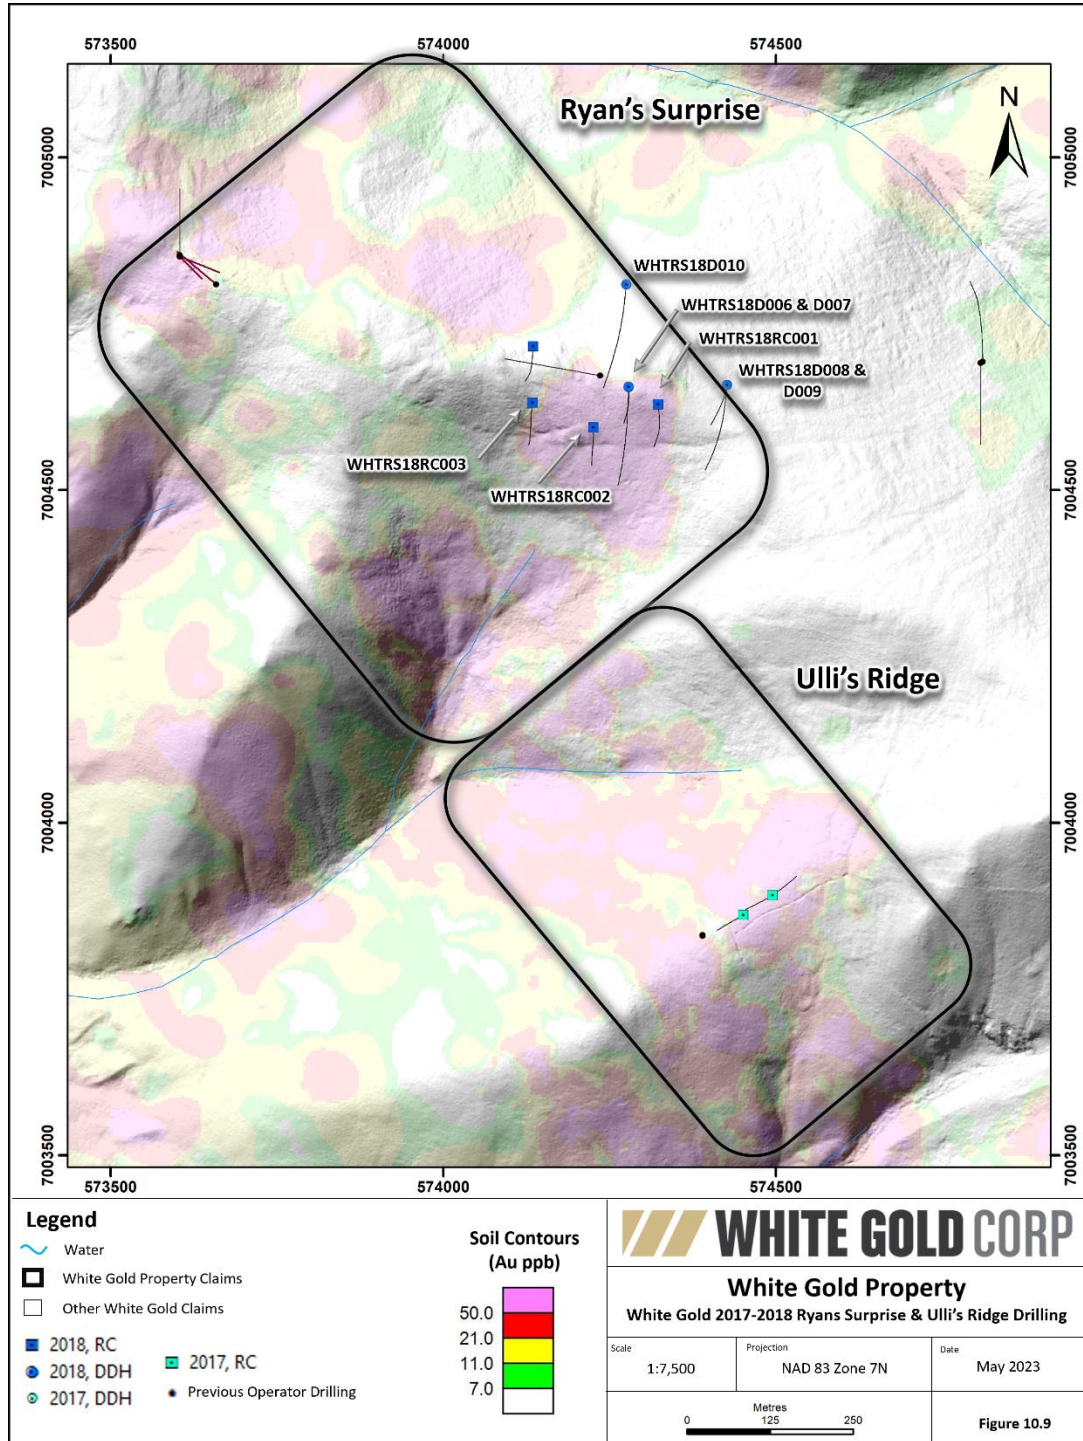 573500
574000
574500
Ryan's Surprise
N
7005000
7005000
WHTRS18D010
WHTRS18D006 & D007
WHTRS18RC001
WHTRS18D008 &
D009
WHTRS18RC003
WHTRS18RC002
7004500
7004500
Ulli's Ridge
7004000
7004000
7003500
7003500
573500
574000
574500
Legend
Water
White Gold Property Claims
Other White Gold Claims
2018, RC
2018, DDH
2017, DDH
2017, RC
Previous Operator Drilling
Soil Contours
(Au ppb)
50.0
21.0
11.0
7.0
WHITE GOLD CORP
White Gold Property
White Gold 2017-2018 Ryans Surprise & Ulli's Ridge Drilling
Scale
1:7,500
Projection
NAD 83 Zone 7N
Date
May 2023
Metres
0 125 250
Figure 10.9